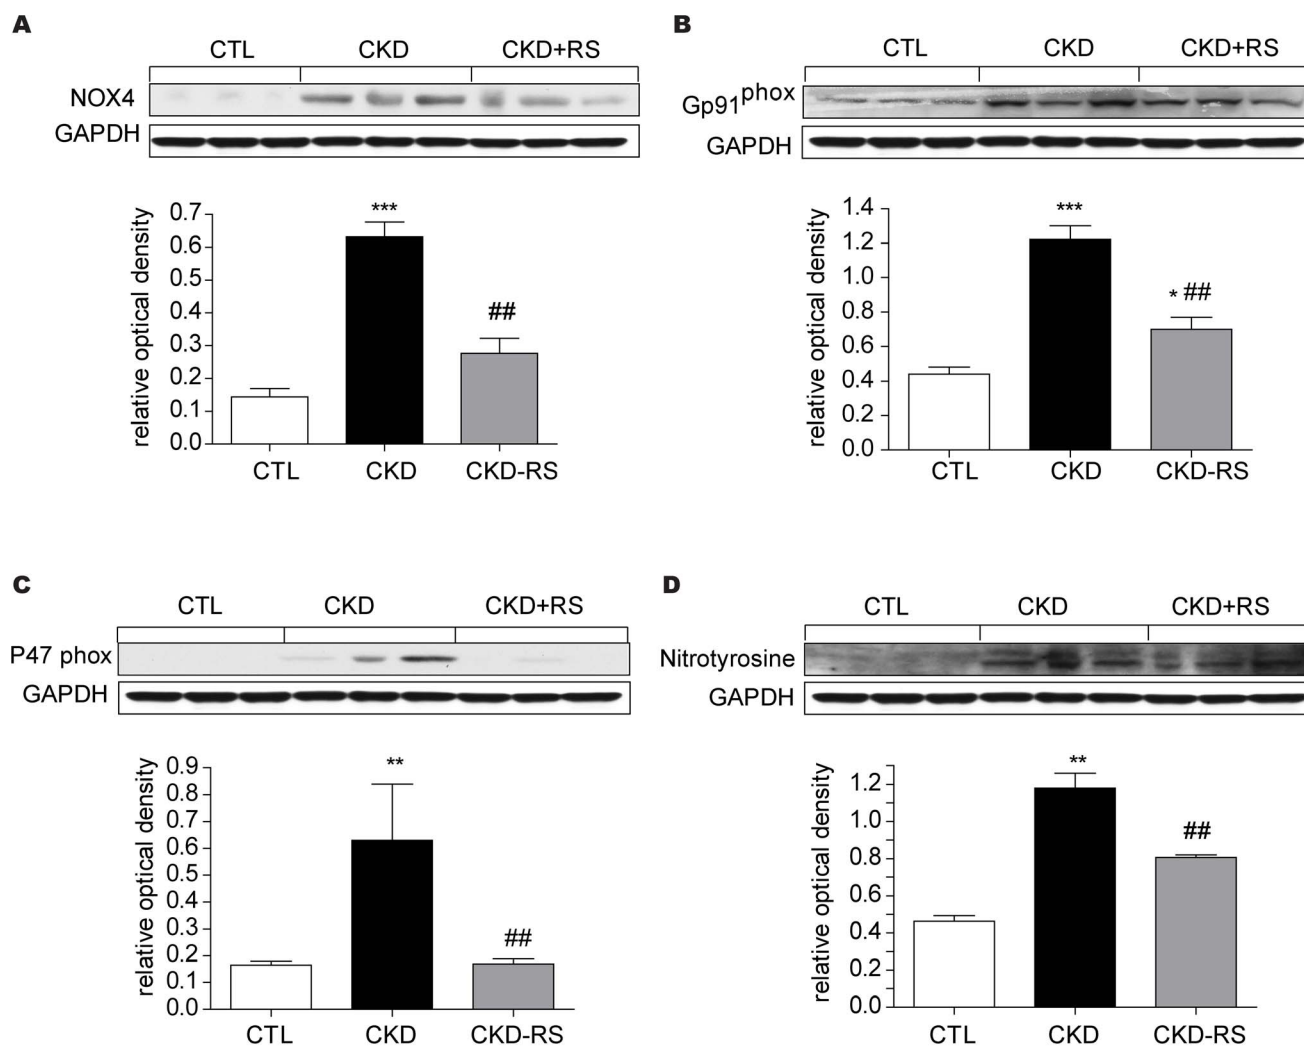 A
CTL CKD CKD+RS
NOX4
GAPDH
relative optical density
0.7
0.6
0.5
0.4
0.3
0.2
0.1
0.0
***
##
CTL CKD CKD-RS
B
CTL CKD CKD+RS
Gp91phox
GAPDH
relative optical density
1.4
1.2
1.0
0.8
0.6
0.4
0.2
0.0
***
* ##
CTL CKD CKD-RS
C
CTL CKD CKD+RS
P47 phox
GAPDH
relative optical density
0.9
0.8
0.7
0.6
0.5
0.4
0.3
0.2
0.1
0.0
**
##
CTL CKD CKD-RS
D
CTL CKD CKD+RS
Nitrotyrosine
GAPDH
relative optical density
1.2
1.0
0.8
0.6
0.4
0.2
0.0
**
##
CTL CKD CKD-RS